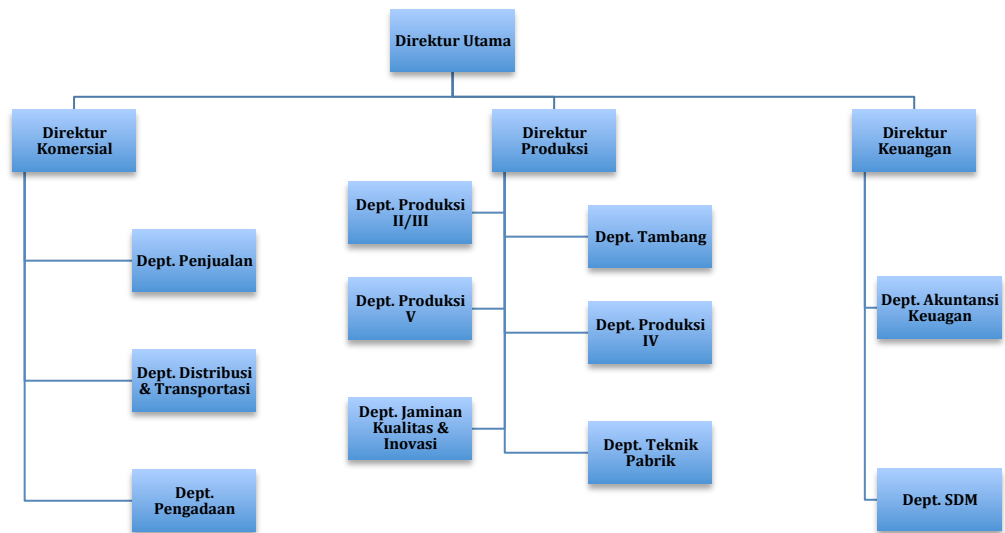 Direktur Utama
Direktur
Komersial
Direktur
Produksi
Direktur
Keuangan
Dept. Penjualan
Dept. Distribusi
& Transportasi
Dept.
Pengadaan
Dept. Produksi
II/III
Dept. Tambang
Dept. Produksi
V
Dept. Produksi
IV
Dept. Jaminan
Kualitas &
Inovasi
Dept. Teknik
Pabrik
Dept. Akuntansi
Keuagan
Dept. SDM